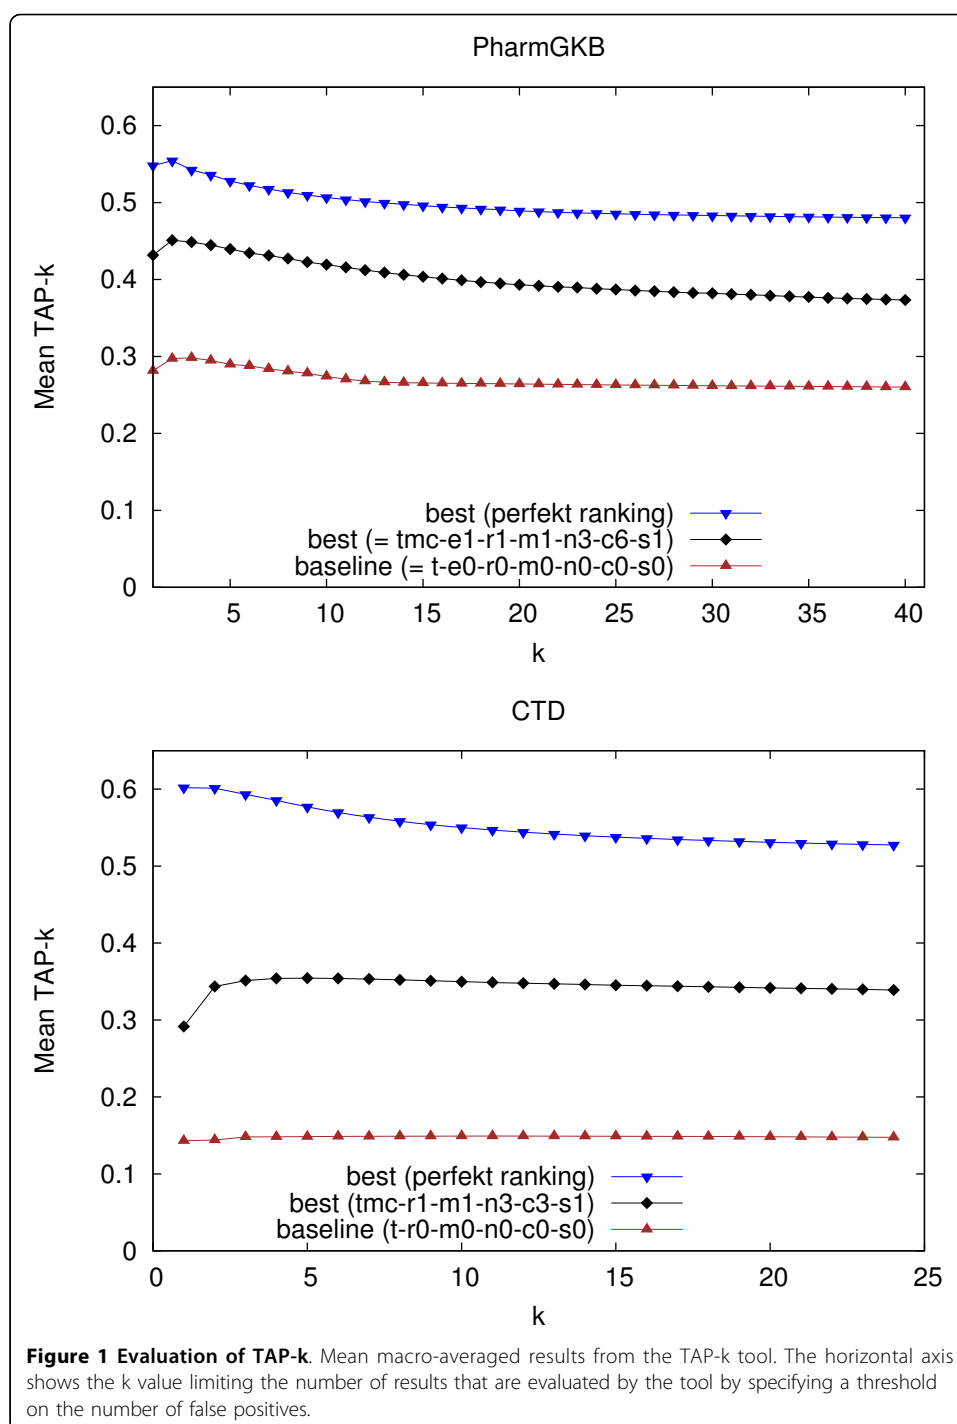 PharmGKB
0.6
0.5
0.4
0.3
0.2
0.1
0
Mean TAP-k
best (perfekt ranking)
best (= tmc-e1-r1-m1-n3-c6-s1)
baseline (= t-e0-r0-m0-n0-c0-s0)
5 10 15 20 25 30 35 40
k
CTD
0.6
0.5
0.4
0.3
0.2
0.1
0
Mean TAP-k
best (perfekt ranking)
best (tmc-r1-m1-n3-c3-s1)
baseline (t-r0-m0-n0-c0-s0)
0 5 10 15 20 25
k
Figure 1 Evaluation of TAP-k. Mean macro-averaged results from the TAP-k tool. The horizontal axis
shows the k value limiting the number of results that are evaluated by the tool by specifying a threshold
on the number of false positives.